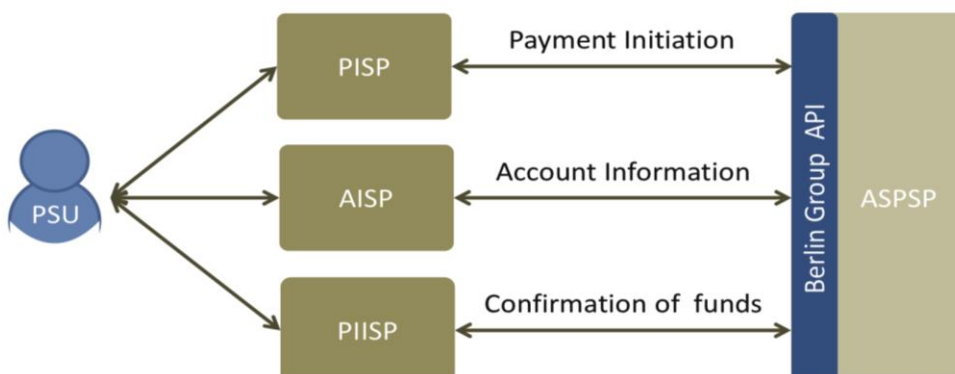 Payment Initiation
PISP
PSU
AISP
Account Information
PIISP
Confirmation of funds
Berlin Group API
ASPSP